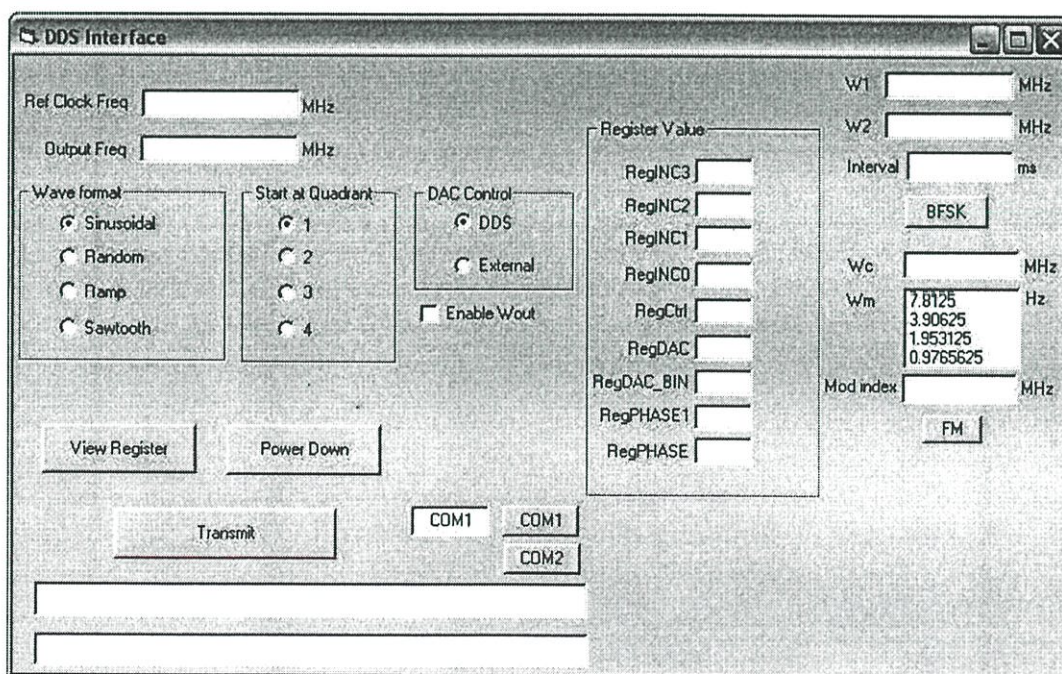 DDS Interface
Ref Clock Freq MHz
Output Freq MHz
Wave format
Sinusoidal
Random
Ramp
Sawtooth
Start at Quadrant
1
2
3
4
DAC Control
DDS
External
Enable Wout
View Register
Power Down
Transmit
COM1
COM1
COM2
Register Value
RegINC3
RegINC2
RegINC1
RegINC0
RegCtrl
RegDAC
RegDAC_BIN
RegPHASE1
RegPHASE
W1 MHz
W2 MHz
Interval ms
BFSK
Wc MHz
Wm Hz
7.8125
3.90625
1.953125
0.9765625
Mod index MHz
FM